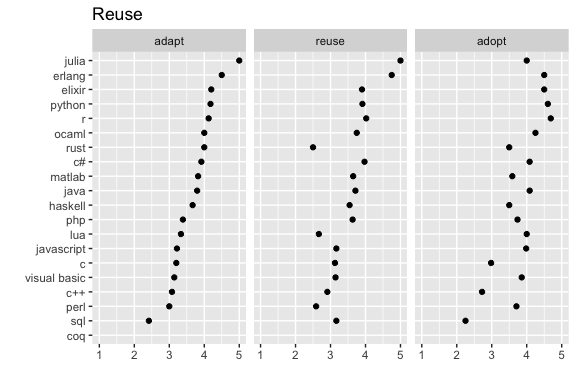 Reuse
adapt reuse adopt
julia
erlang
elixir
python
r
ocaml
rust
c#
matlab
java
haskell
php
lua
javascript
c
visual basic
c++
perl
sql
coq
1 2 3 4 5 1 2 3 4 5 1 2 3 4 5